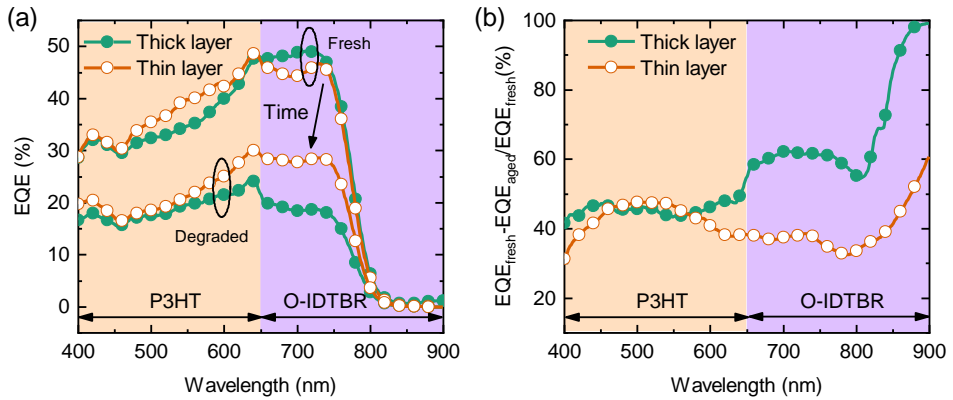 (a)
Thick layer
Thin layer
Fresh
Time
Degraded
P3HT
O-IDTBR
EQE (%)
50
40
30
20
10
0
400 500 600 700 800 900
Wavelength (nm)
(b)
Thick layer
Thin layer
P3HT
O-IDTBR
EQEfresh-EQEaged/EQEfresh(%)
100
80
60
40
20
400 500 600 700 800 900
Wavelength (nm)